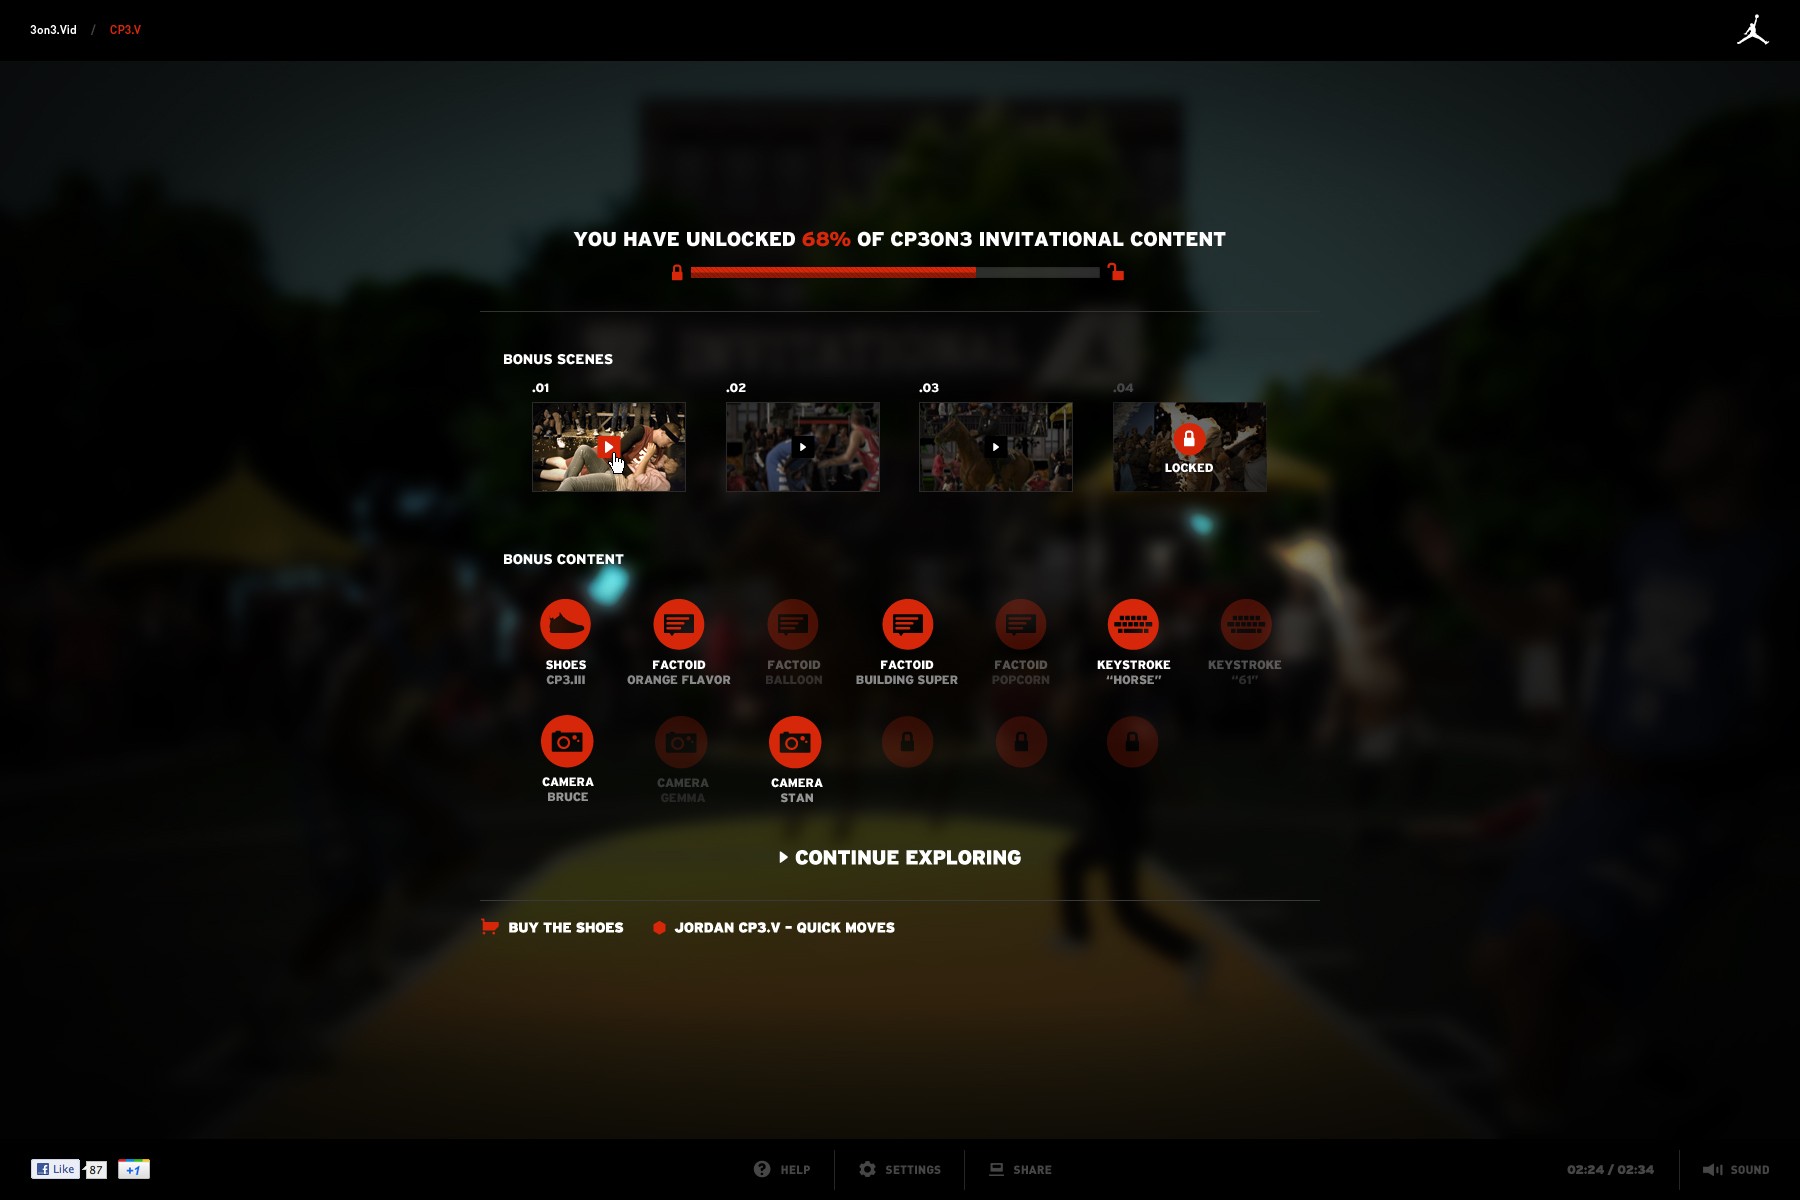 3on3.Vid / CP3.V
YOU HAVE UNLOCKED 68% OF CP3ON3 INVITATIONAL CONTENT
INVITATIONAL
BONUS SCENES
.01 .02 .03 .04
LOCKED
BONUS CONTENT
SHOES FACTOID FACTOID FACTOID FACTOID KEYSTROKE KEYSTROKE
CP3.III ORANGE FLAVOR BALLOON BUILDING SUPER POPCORN “HORSE” “61”
CAMERA CAMERA CAMERA
BRUCE GEMMA STAN
CONTINUE EXPLORING
BUY THE SHOES JORDAN CP3.V – QUICK MOVES
Like 87 +1 HELP SETTINGS SHARE 02:24 / 02:34 SOUND